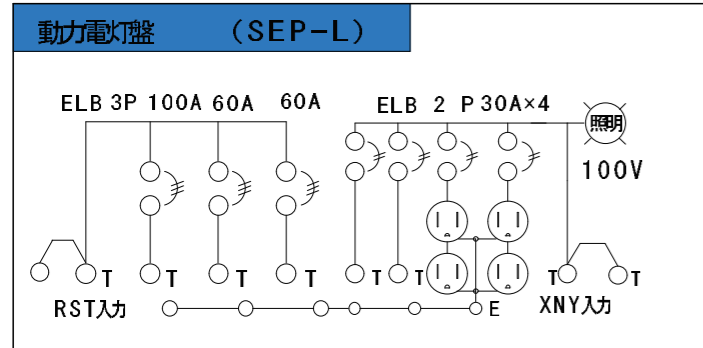 動力電灯盤 (SEP-L)
ELB 3P 100A 60A 60A
ELB 2 P 30A×4
照明
100V
T T T T T T T T
RST入力
E
XNY入力